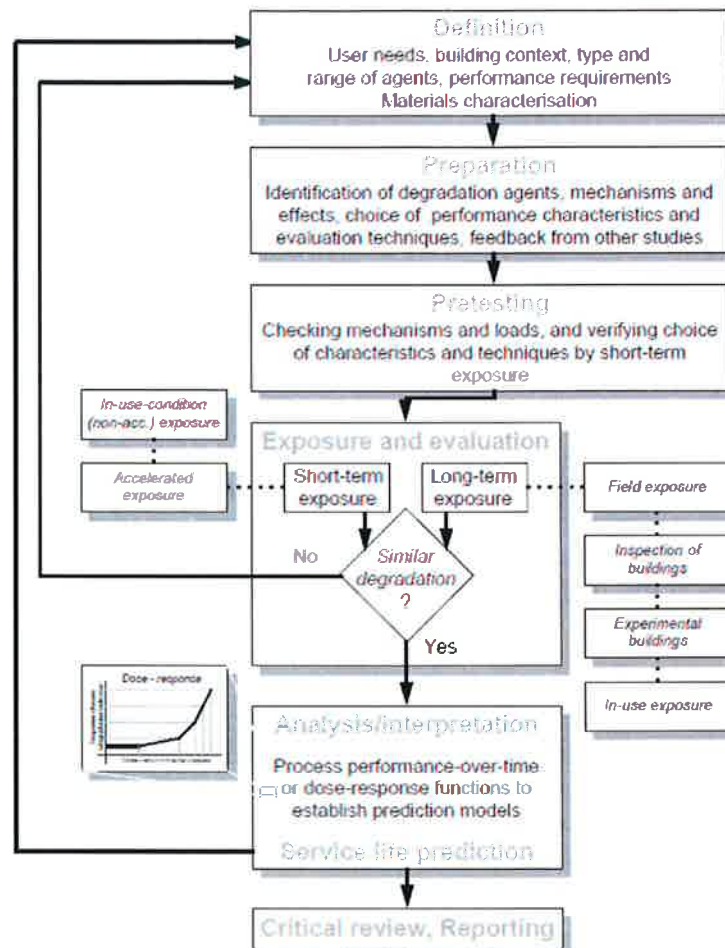 Definition
User needs, building context, type and
range of agents, performance requirements
Materials characterisation
Preparation
Identification of degradation agents, mechanisms and
effects, choice of performance characteristics and
evaluation techniques, feedback from other studies
Pretesting
Checking mechanisms and loads, and verifying choice
of characteristics and techniques by short-term
exposure
In-use-condition
(non-acc.) exposure
Accelerated
exposure
Exposure and evaluation
Short-term
exposure
Long-term
exposure
Field exposure
No
Similar
degradation
?
Inspection of
buildings
Experimental
buildings
Yes
In-use exposure
Dose - response
Analysis/interpretation
Process performance-over-time
or dose-response functions to
establish prediction models
Service life prediction
Critical review, Reporting